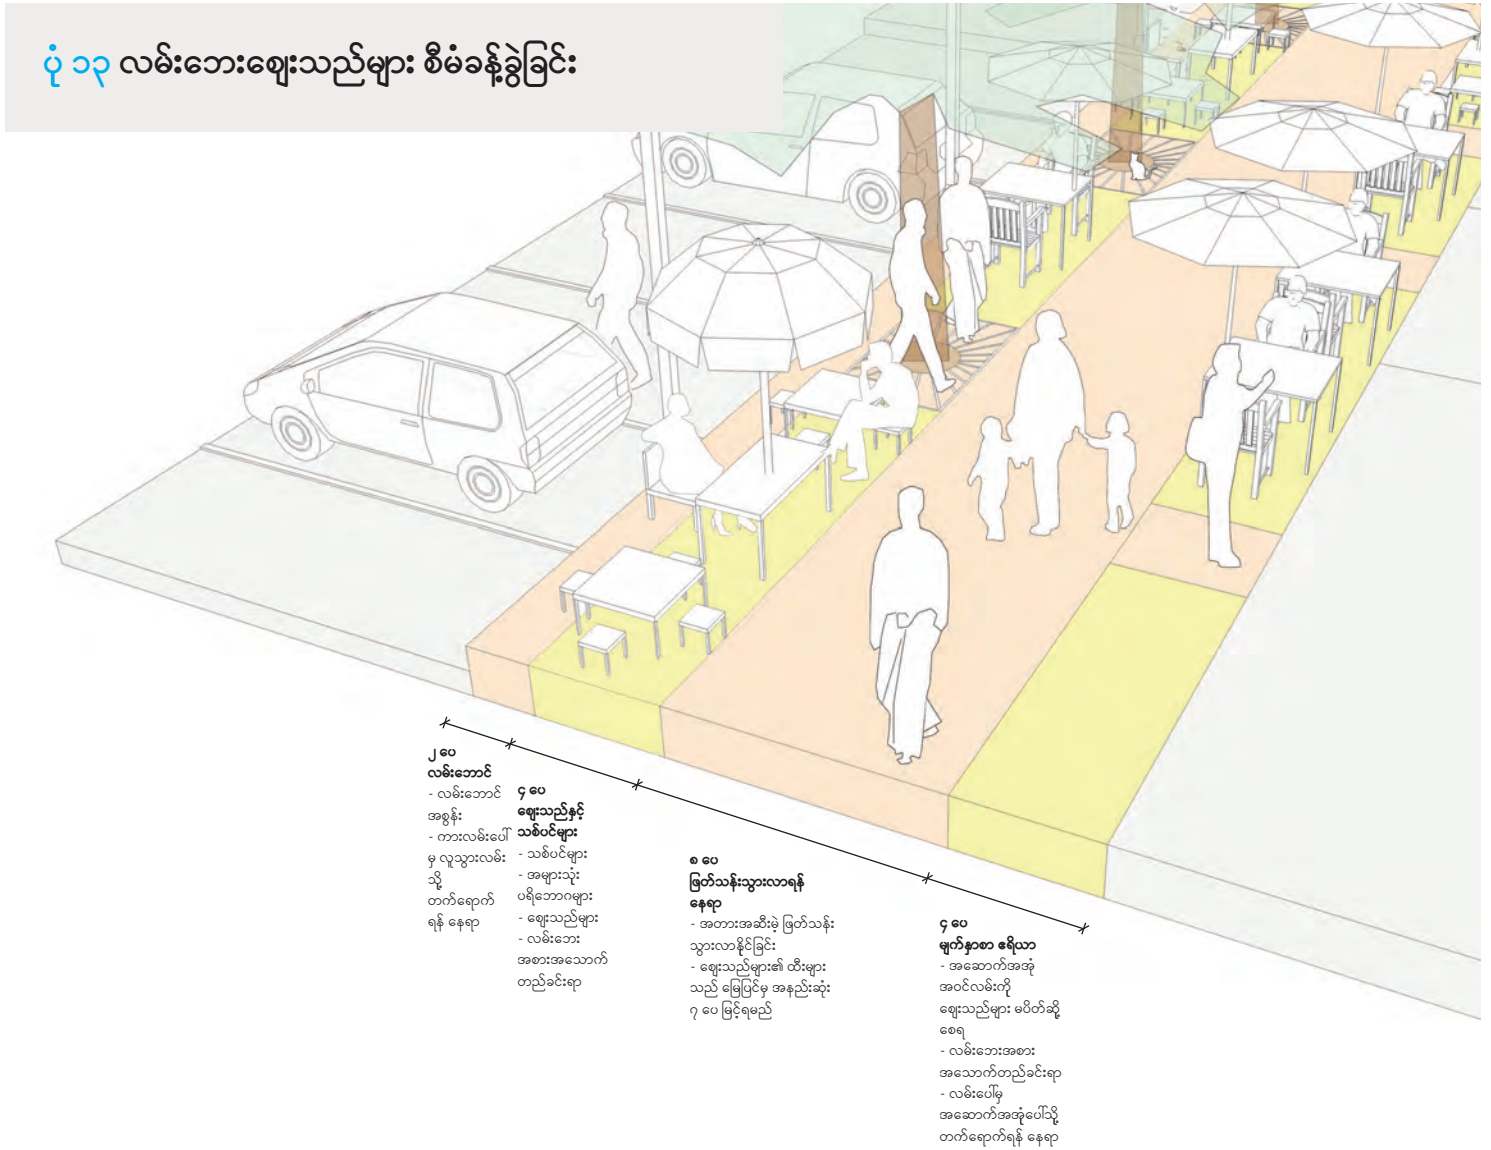 ပုံ ၁၃ လမ်းဘေးဈေးသည်များ စီမံခန့်ခွဲခြင်း
၂ ပေ
လမ်းဘောင်
- လမ်းဘောင်
အစွန်း
- ကားလမ်းပေါ်
မှ လူသွားလမ်း
သို့
တက်ရောက်
ရန် နေရာ
၄ ပေ
ဈေးသည်နှင့်
သစ်ပင်များ
- သစ်ပင်များ
- အများသုံး
ပရိဘောဂများ
- ဈေးသည်များ
- လမ်းဘေး
အစားအသောက်
တည်ခင်းရာ
၈ ပေ
ဖြတ်သန်းသွားလာရန်
နေရာ
- အတားအဆီးမဲ့ ဖြတ်သန်း
သွားလာနိုင်ခြင်း
- ဈေးသည်များ၏ ထီးများ
သည် မြေပြင်မှ အနည်းဆုံး
၇ ပေ မြင့်ရမည်
၄ ပေ
မျက်နှာစာ ဧရိယာ
- အဆောက်အအုံ
အဝင်လမ်းကို
ဈေးသည်များ မပိတ်ဆို့
စေရ
- လမ်းဘေးအစား
အသောက်တည်ခင်းရာ
- လမ်းပေါ်မှ
အဆောက်အအုံပေါ်သို့
တက်ရောက်ရန် နေရာ